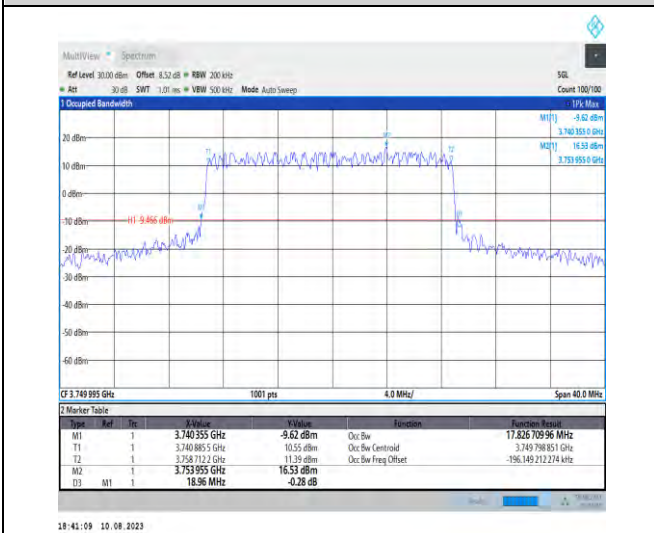 MultiView Spectrum
Ref Level 30.00 dBm Offset 8.52 dB RBW 200 kHz SGL
Att 30 dB SWT 1.01 ms VBW 500 kHz Mode Auto Sweep Count 100/100
1 Occupied Bandwidth 1Pk Max
M1[1] -9.62 dBm
3.740 355 0 GHz
M2[1] 16.53 dBm
3.753 955 0 GHz
20 dBm
10 dBm
0 dBm
-10 dBm
H1 -9.466 dBm
-20 dBm
-30 dBm
-40 dBm
-50 dBm
-60 dBm
T1
M2
T2
M1
CF 3.749 995 GHz 1001 pts 4.0 MHz/ Span 40.0 MHz
2 Marker Table
Type Ref Trc X-Value Y-Value Function Function Result
M1 1 3.740 355 GHz -9.62 dBm Occ Bw 17.826 709 96 MHz
T1 1 3.740 885 5 GHz 10.55 dBm Occ Bw Centroid 3.749 798 851 GHz
T2 1 3.758 712 2 GHz 11.39 dBm Occ Bw Freq Offset -196.149 212 274 kHz
M2 1 3.753 955 GHz 16.53 dBm
D3 M1 1 18.96 MHz -0.28 dB
18:41:09 10.08.2023